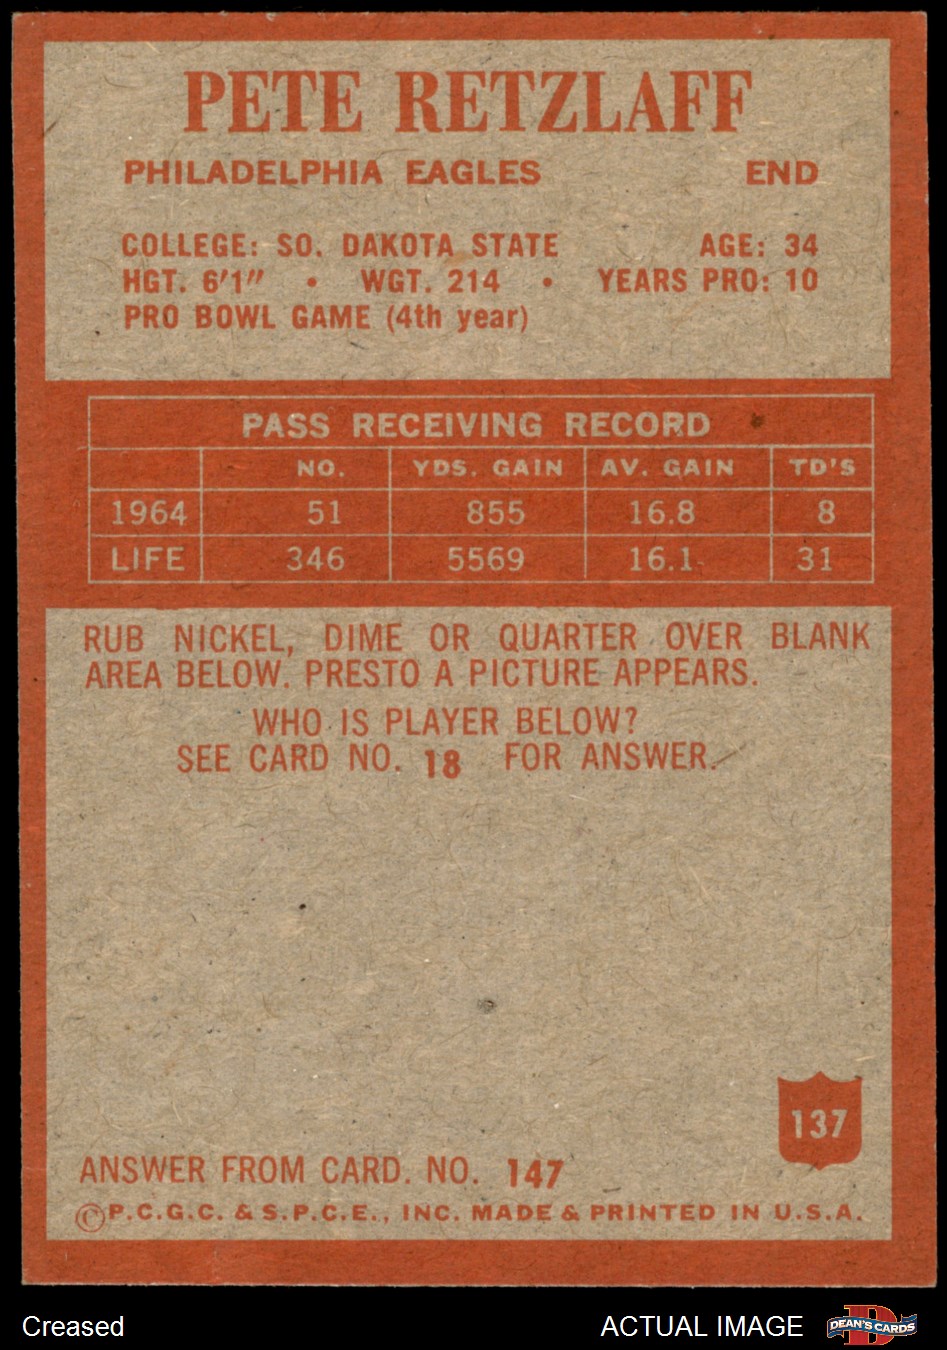 PETE RETZLAFF
PHILADELPHIA EAGLES END
COLLEGE: SO. DAKOTA STATE AGE: 34
HGT. 6'1" • WGT. 214 • YEARS PRO: 10
PRO BOWL GAME (4th year)
PASS RECEIVING RECORD
NO. YDS. GAIN AV. GAIN TD'S
1964 51 855 16.8 8
LIFE 346 5569 16.1 31
RUB NICKEL, DIME OR QUARTER OVER BLANK
AREA BELOW. PRESTO A PICTURE APPEARS.
WHO IS PLAYER BELOW?
SEE CARD NO. 18 FOR ANSWER.
137
ANSWER FROM CARD. NO. 147
©P.C.G.C. & S.P.C.E., INC. MADE & PRINTED IN U.S.A.
Creased
ACTUAL IMAGE
D
DEAN'S CARDS